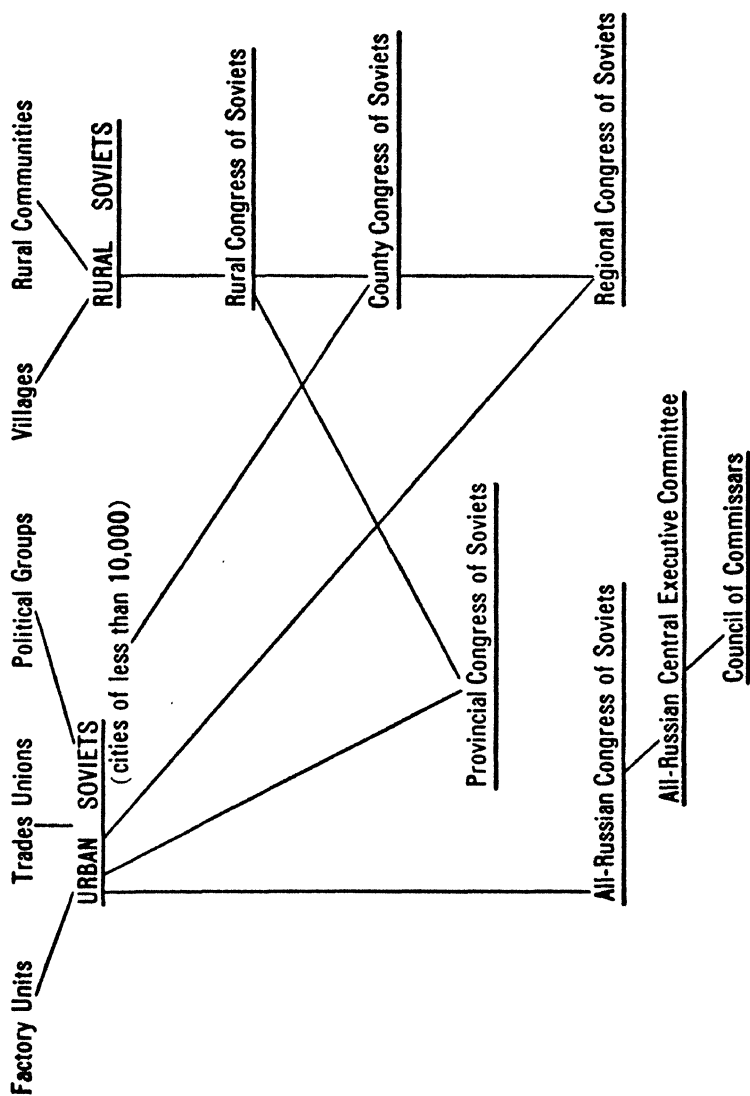 Factory Units Trades Unions Political Groups Villages Rural Communities
URBAN SOVIETS RURAL SOVIETS
(cities of less than 10,000)
Rural Congress of Soviets
County Congress of Soviets
Provincial Congress of Soviets
All-Russian Congress of Soviets Regional Congress of Soviets
All-Russian Central Executive Committee
Council of Commissars